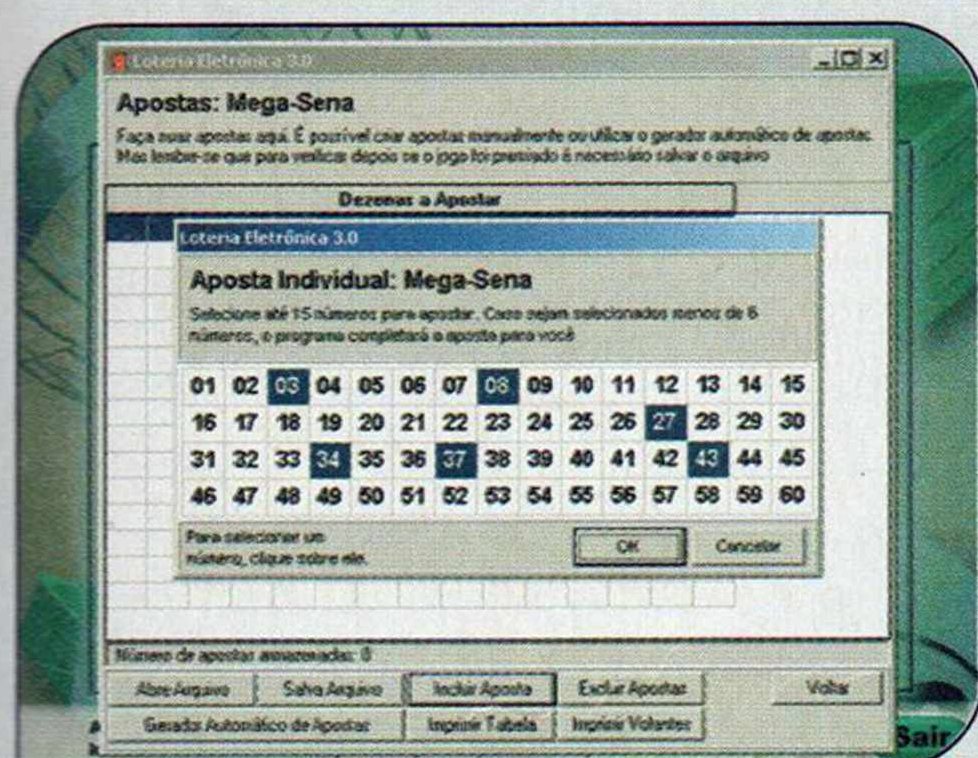 Loteria Eletrônica 3.0
Apostas: Mega-Sena
Faça suas apostas aqui. É possível criar apostas manualmente ou utilizar o gerador automático de apostas.
Mas lembre-se que para verificar depois se o jogo foi premiado é necessário salvar o arquivo
Dezenas a Apostar
Loteria Eletrônica 3.0
Aposta Individual: Mega-Sena
Selecione até 15 números para apostar. Caso sejam selecionados menos de 6
números, o programa completará a aposta para você
01 02 03 04 05 06 07 08 09 10 11 12 13 14 15
16 17 18 19 20 21 22 23 24 25 26 27 28 29 30
31 32 33 34 35 36 37 38 39 40 41 42 43 44 45
46 47 48 49 50 51 52 53 54 55 56 57 58 59 60
Para selecionar um
número, clique sobre ele.
OK Cancelar
Número de apostas armazenadas: 0
Abre Arquivo Salva Arquivo Incluir Aposta Excluir Apostas Voltar
Gerador Automático de Apostas Imprimir Tabela Imprimir Volantes
Sair